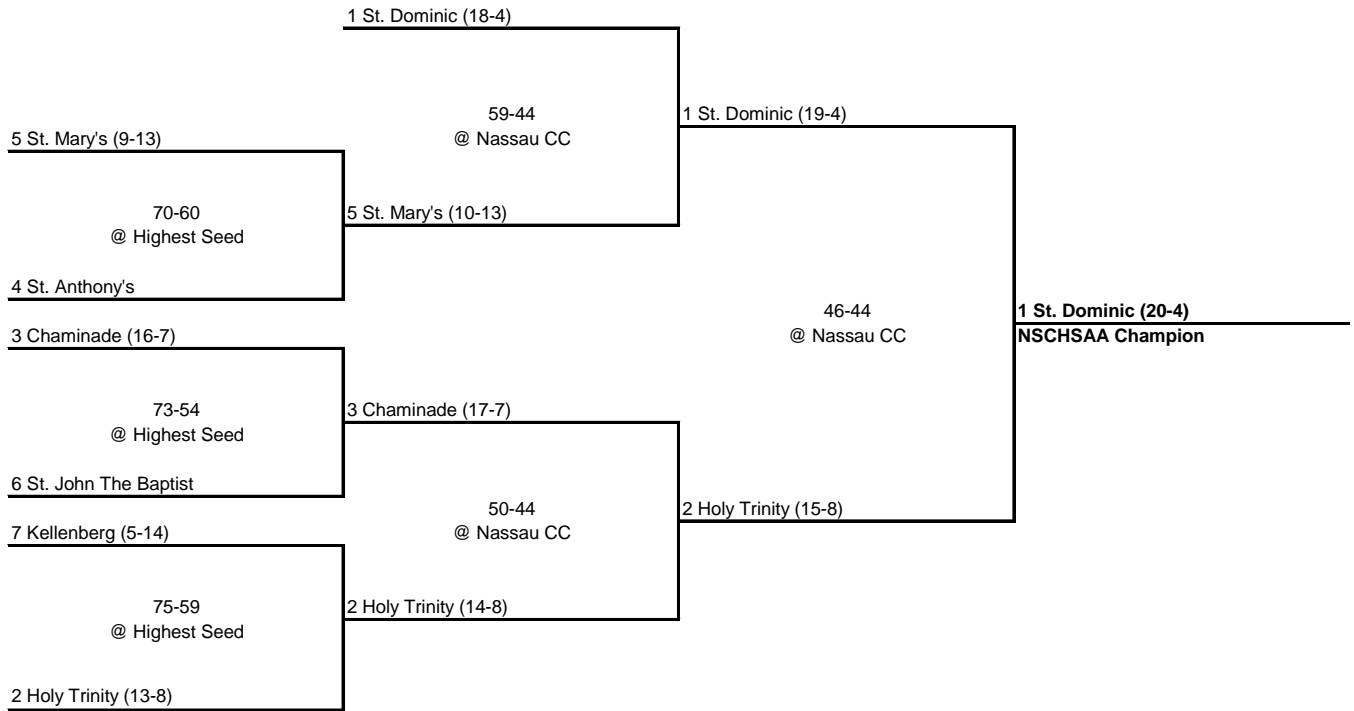 1 St. Dominic (18-4)
59-44
@ Nassau CC
1 St. Dominic (19-4)
5 St. Mary's (9-13)
70-60
@ Highest Seed
5 St. Mary's (10-13)
4 St. Anthony's
46-44
@ Nassau CC
1 St. Dominic (20-4)
NSCHSAA Champion
3 Chaminade (16-7)
73-54
@ Highest Seed
3 Chaminade (17-7)
6 St. John The Baptist
50-44
@ Nassau CC
2 Holy Trinity (15-8)
7 Kellenberg (5-14)
75-59
@ Highest Seed
2 Holy Trinity (14-8)
2 Holy Trinity (13-8)